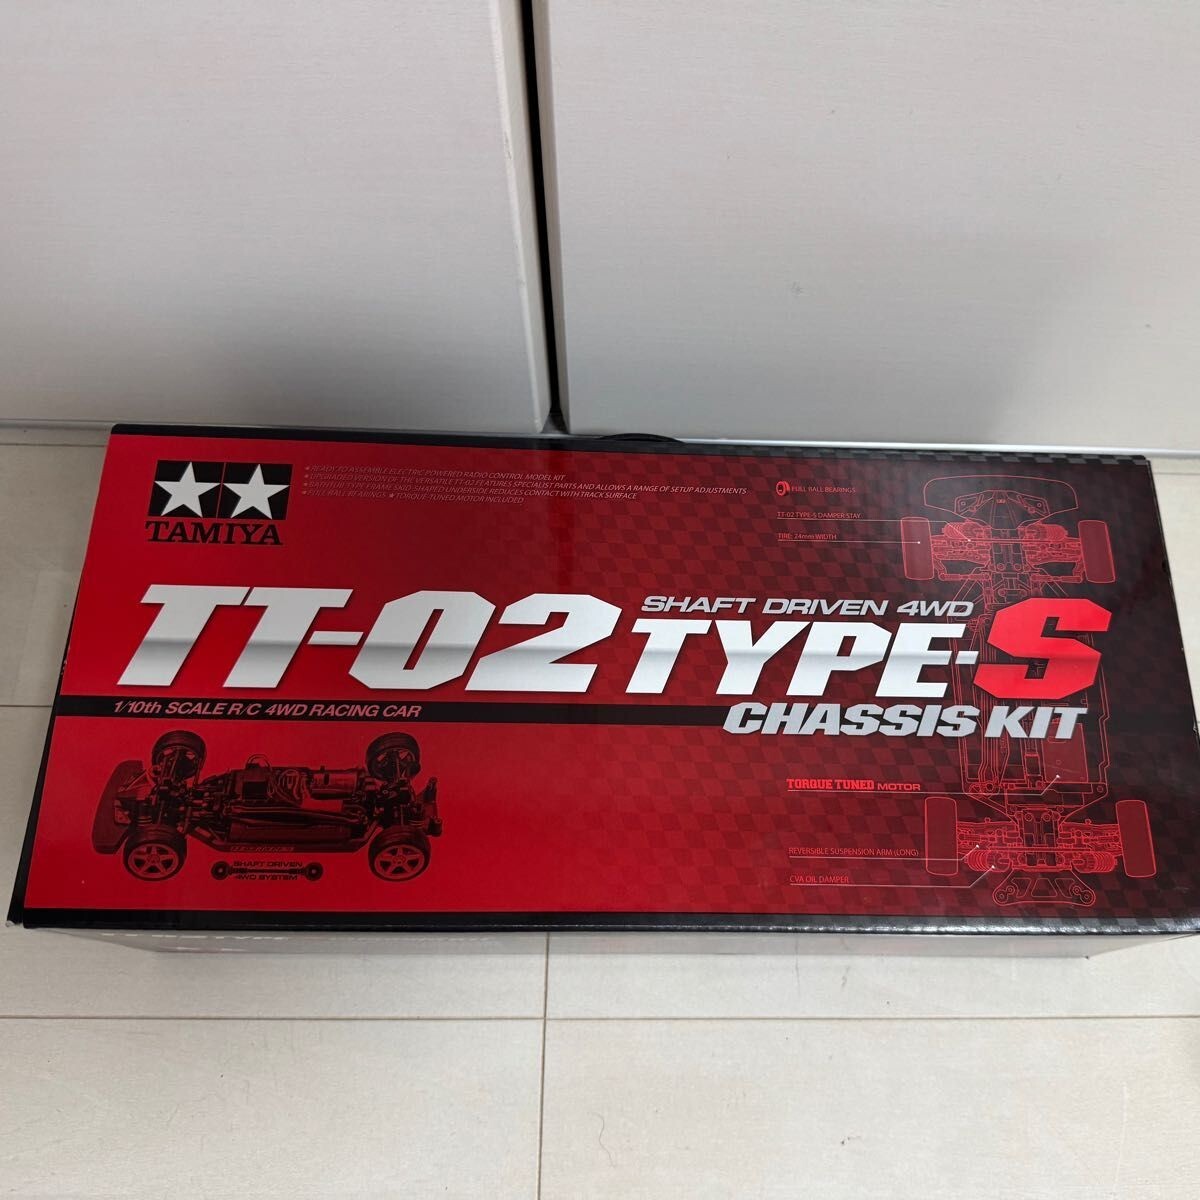 TAMIYA
* READY TO ASSEMBLE ELECTRIC POWERED RADIO CONTROL MODEL KIT
* UPGRADED VERSION OF THE VERSATILE TT-02 FEATURES SPECIALIST PARTS AND ALLOWS A RANGE OF SETUP ADJUSTMENTS
* BATHTUB TYPE FRAME AND SHAPED UNDERSIDE REDUCES CONTACT WITH TRACK SURFACE
* FULL BALL BEARINGS * TORQUE-TUNED MOTOR INCLUDED
FULL BALL BEARINGS
TT-02 TYPE-S DAMPER STAY
TIRE: 24mm WIDTH
SHAFT DRIVEN 4WD
TT-02 TYPE-S
CHASSIS KIT
1/10th SCALE R/C 4WD RACING CAR
TORQUE TUNED MOTOR
REVERSIBLE SUSPENSION ARM (LONG)
CVA OIL DAMPER
SHAFT DRIVEN
4WD SYSTEM